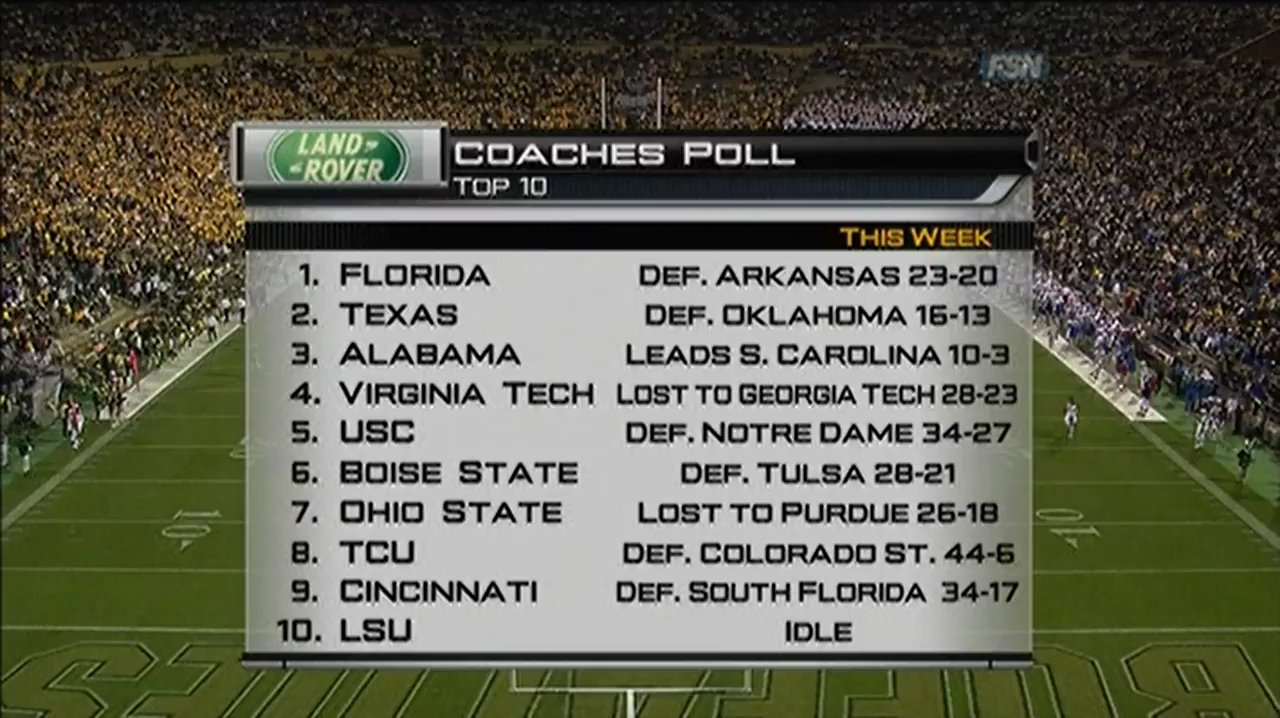 FSN
LAND ROVER
COACHES POLL
TOP 10
THIS WEEK
1. FLORIDA DEF. ARKANSAS 23-20
2. TEXAS DEF. OKLAHOMA 16-13
3. ALABAMA LEADS S. CAROLINA 10-3
4. VIRGINIA TECH LOST TO GEORGIA TECH 28-23
5. USC DEF. NOTRE DAME 34-27
6. BOISE STATE DEF. TULSA 28-21
7. OHIO STATE LOST TO PURDUE 26-18
8. TCU DEF. COLORADO ST. 44-6
9. CINCINNATI DEF. SOUTH FLORIDA 34-17
10. LSU IDLE
10 10